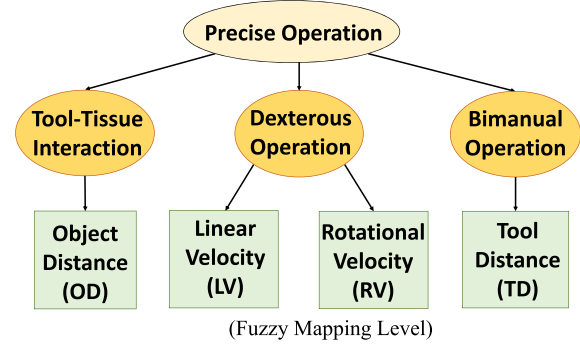 Precise Operation
Tool-Tissue
Interaction
Dexterous
Operation
Bimanual
Operation
Object
Distance
(OD)
Linear
Velocity
(LV)
Rotational
Velocity
(RV)
Tool
Distance
(TD)
(Fuzzy Mapping Level)